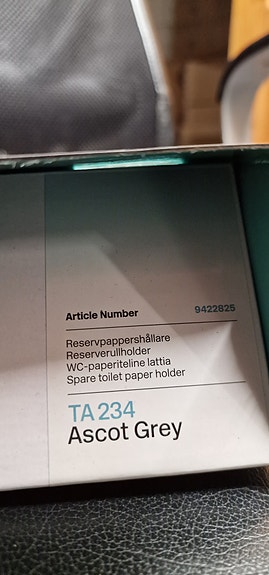 Article Number 9422825
Reservpappershållare
Reserverullholder
WC-paperiteline lattia
Spare toilet paper holder
TA 234
Ascot Grey